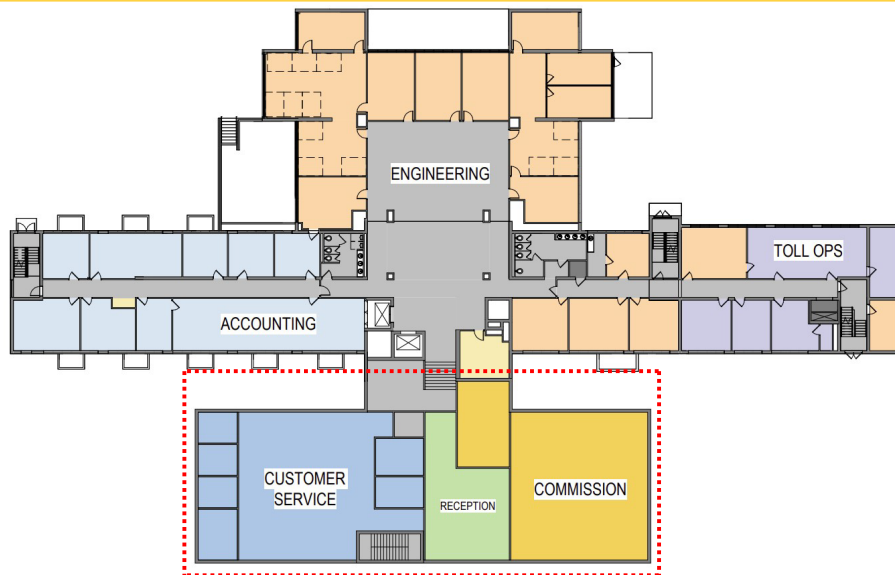 ENGINEERING
TOLL OPS
ACCOUNTING
CUSTOMER
SERVICE
RECEPTION
COMMISSION